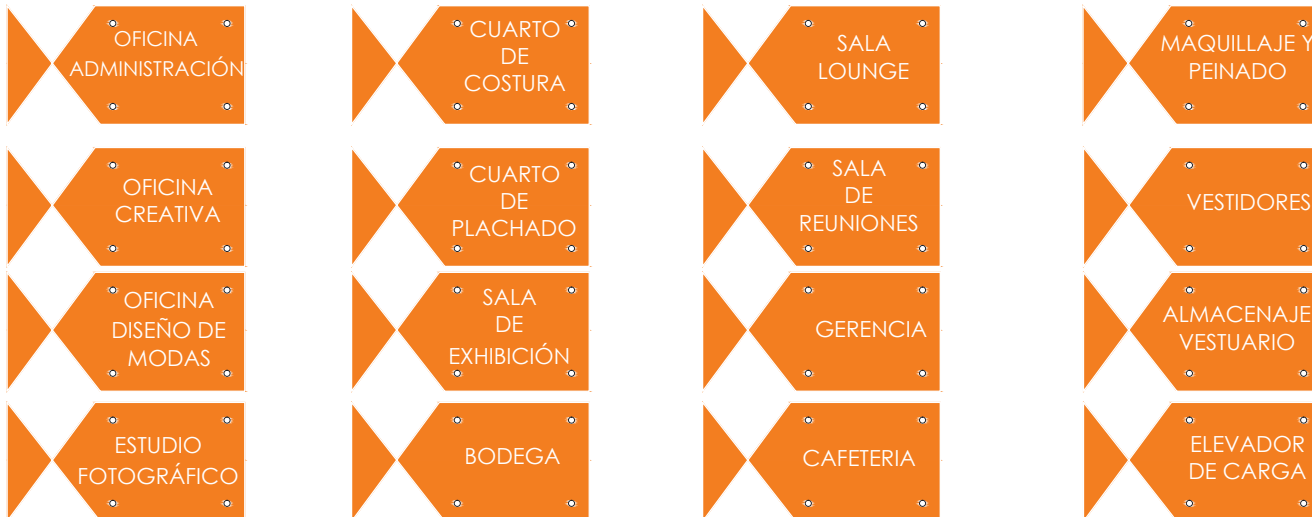 OFICINA
ADMINISTRACIÓN
CUARTO
DE
COSTURA
SALA
LOUNGE
MAQUILLAJE Y
PEINADO
OFICINA
CREATIVA
CUARTO
DE
PLACHADO
SALA
DE
REUNIONES
VESTIDORES
OFICINA
DISEÑO DE
MODAS
SALA
DE
EXHIBICIÓN
GERENCIA
ALMACENAJE
VESTUARIO
ESTUDIO
FOTOGRÁFICO
BODEGA
CAFETERIA
ELEVADOR
DE CARGA